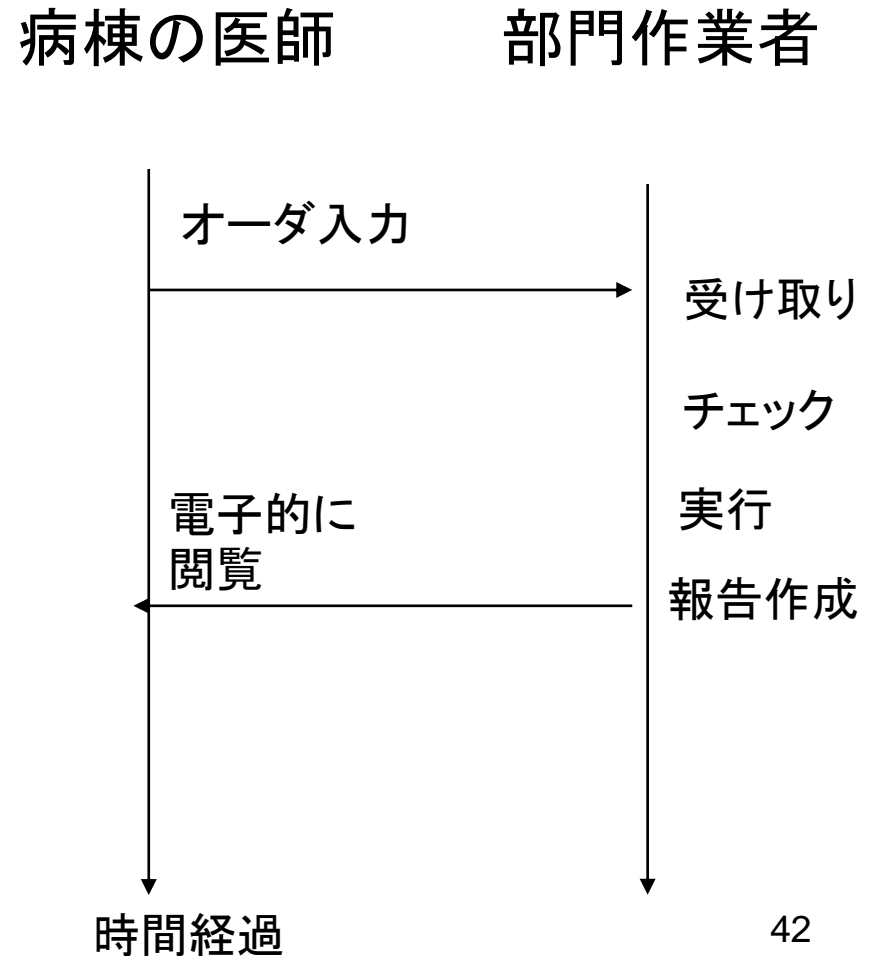 病棟の医師
部門作業者
オーダ入力
受け取り
チェック
電子的に
閲覧
実行
報告作成
時間経過
42